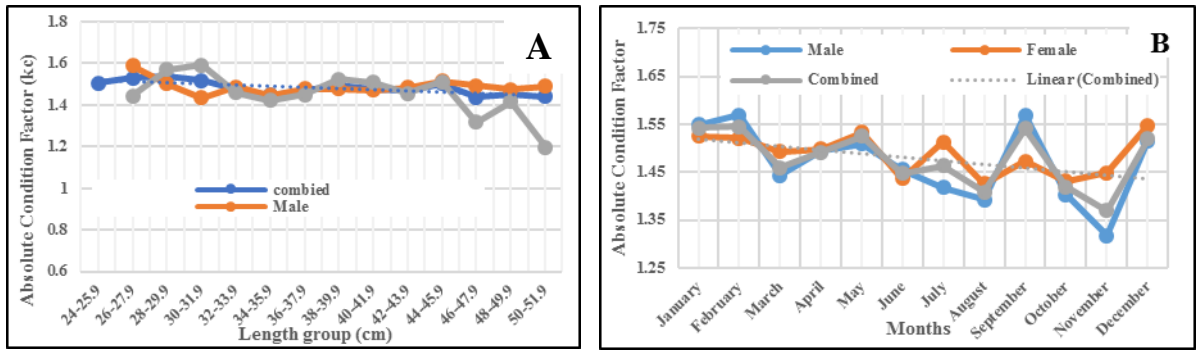 A
Absolute Condition Factor (kc)
1.8
1.6
1.4
1.2
1
0.8
0.6
combied
Male
24-25.9
26-27.9
28-29.9
30-31.9
32-33.9
34-35.9
36-37.9
38-39.9
40-41.9
42-43.9
44-45.9
46-47.9
48-49.9
50-51.9
Length group (cm)
B
Absolute Condition Factor
1.75
1.65
1.55
1.45
1.35
1.25
Male
Female
Combined
Linear (Combined)
January
February
March
April
May
June
July
August
September
October
November
December
Months